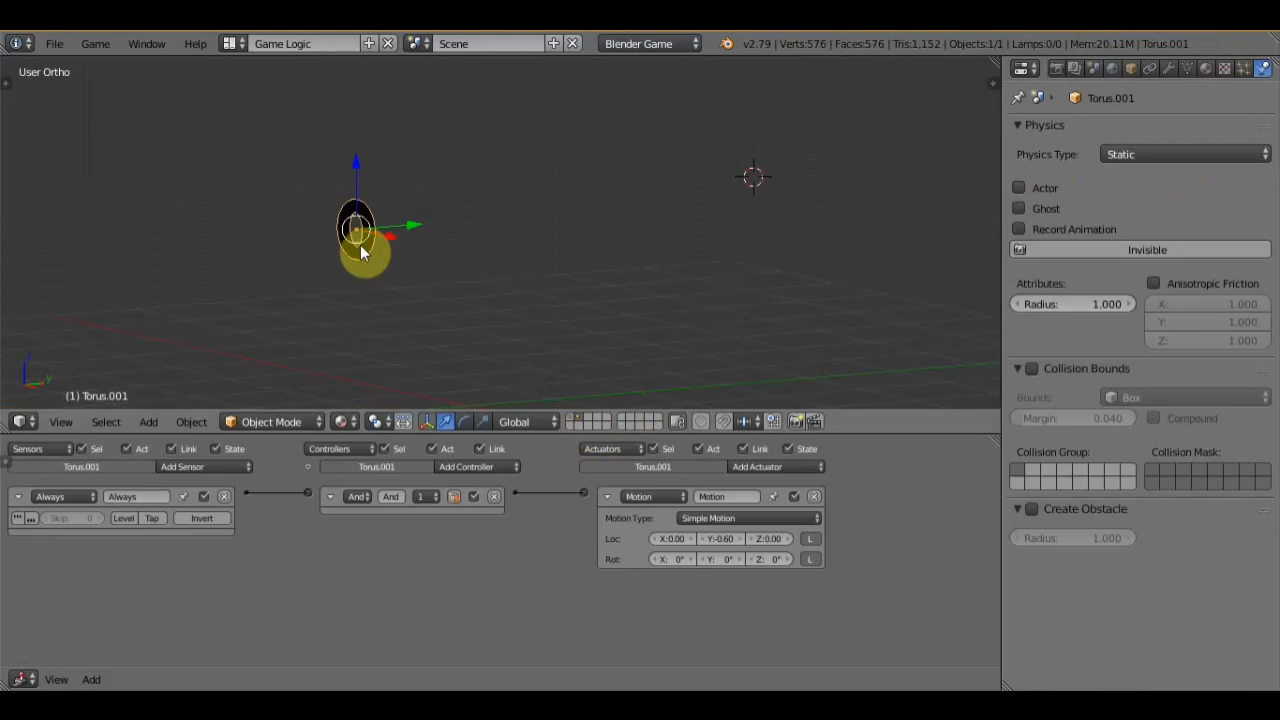 File Game Window Help Game Logic Scene Blender Game v2.79 | Verts:576 | Faces:576 | Tris:1,152 | Objects:1/1 | Lamps:0/0 | Mem:20.11M | Torus.001
User Ortho
Torus.001
Physics
Physics Type: Static
Actor
Ghost
Record Animation
Invisible
Attributes: Anisotropic Friction
Radius: 1.000 X: 1.000
Y: 1.000
Z: 1.000
Collision Bounds
Bounds: Box
Margin: 0.040 Compound
Collision Group: Collision Mask:
Create Obstacle
Radius: 1.000
z
y
(1) Torus.001
View Select Add Object Object Mode Global
Sensors Sel Act Link State Controllers Sel Act Link Actuators Sel Act Link State
Torus.001 Add Sensor Torus.001 Add Controller Torus.001 Add Actuator
Always Always And And 1 Motion Motion
Skip: 0 Level Tap Invert Motion Type: Simple Motion
Loc: X:0.00 Y:-0.60 Z:0.00 L
Rot: X: 0° Y: 0° Z: 0° L
View Add